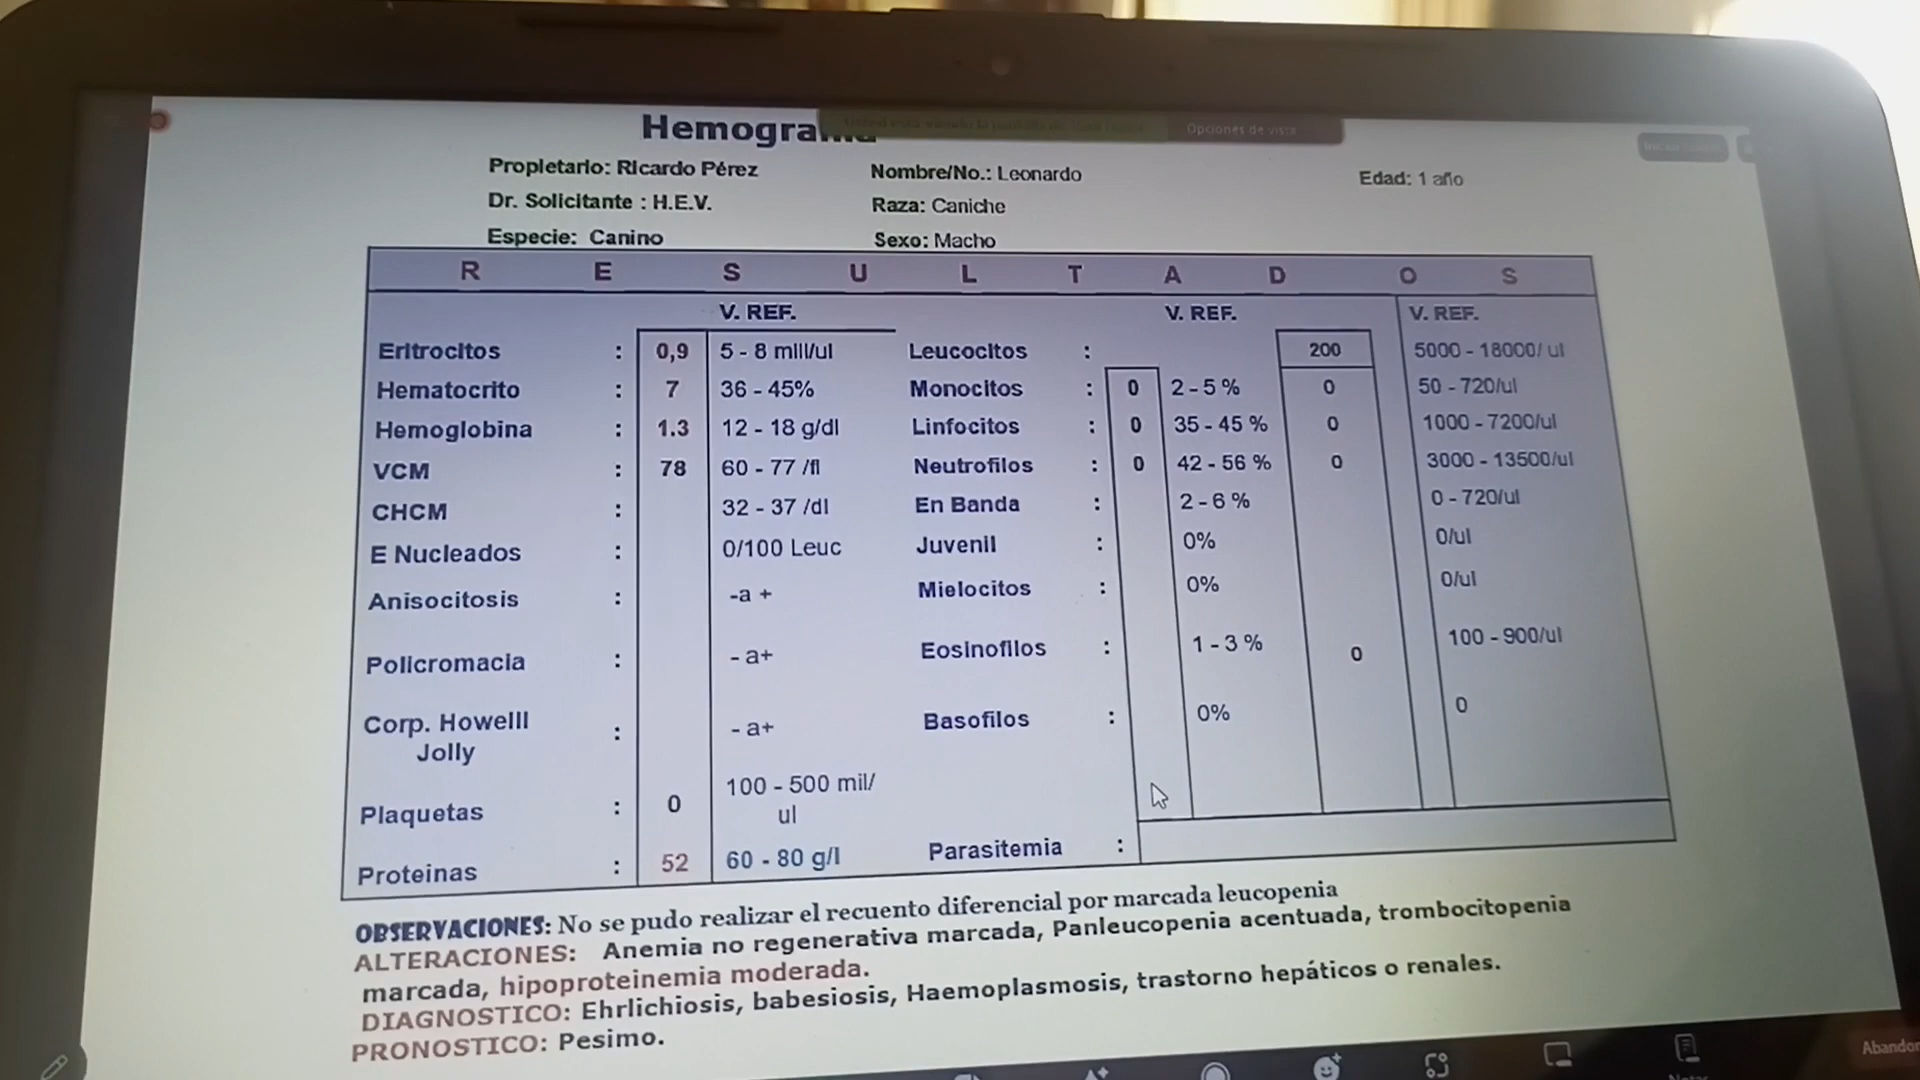 Hemogra
Opciones de vista
Propietario: Ricardo Pérez Nombre/No.: Leonardo Edad: 1 año
Dr. Solicitante : H.E.V. Raza: Caniche
Especie: Canino Sexo: Macho
R E S U L T A D O S
V. REF. V. REF. V. REF.
Eritrocitos : 0,9 5 - 8 mill/ul Leucocitos : 200 5000 - 18000/ ul
Hematocrito : 7 36 - 45% Monocitos : 0 2 - 5 % 0 50 - 720/ul
Hemoglobina : 1.3 12 - 18 g/dl Linfocitos : 0 35 - 45 % 0 1000 - 7200/ul
VCM : 78 60 - 77 /fl Neutrofilos : 0 42 - 56 % 0 3000 - 13500/ul
CHCM : 32 - 37 /dl En Banda : 2 - 6 % 0 - 720/ul
E Nucleados : 0/100 Leuc Juvenil : 0% 0/ul
Anisocitosis : -a + Mielocitos : 0% 0/ul
Policromacia : - a+ Eosinofilos : 1 - 3 % 0 100 - 900/ul
Corp. Howelll : - a+ Basofilos : 0% 0
Jolly
Plaquetas : 0 100 - 500 mil/
ul
Proteinas : 52 60 - 80 g/l Parasitemia :
OBSERVACIONES: No se pudo realizar el recuento diferencial por marcada leucopenia
ALTERACIONES: Anemia no regenerativa marcada, Panleucopenia acentuada, trombocitopenia
marcada, hipoproteinemia moderada.
DIAGNOSTICO: Ehrlichiosis, babesiosis, Haemoplasmosis, trastorno hepáticos o renales.
PRONOSTICO: Pesimo.
Abandon